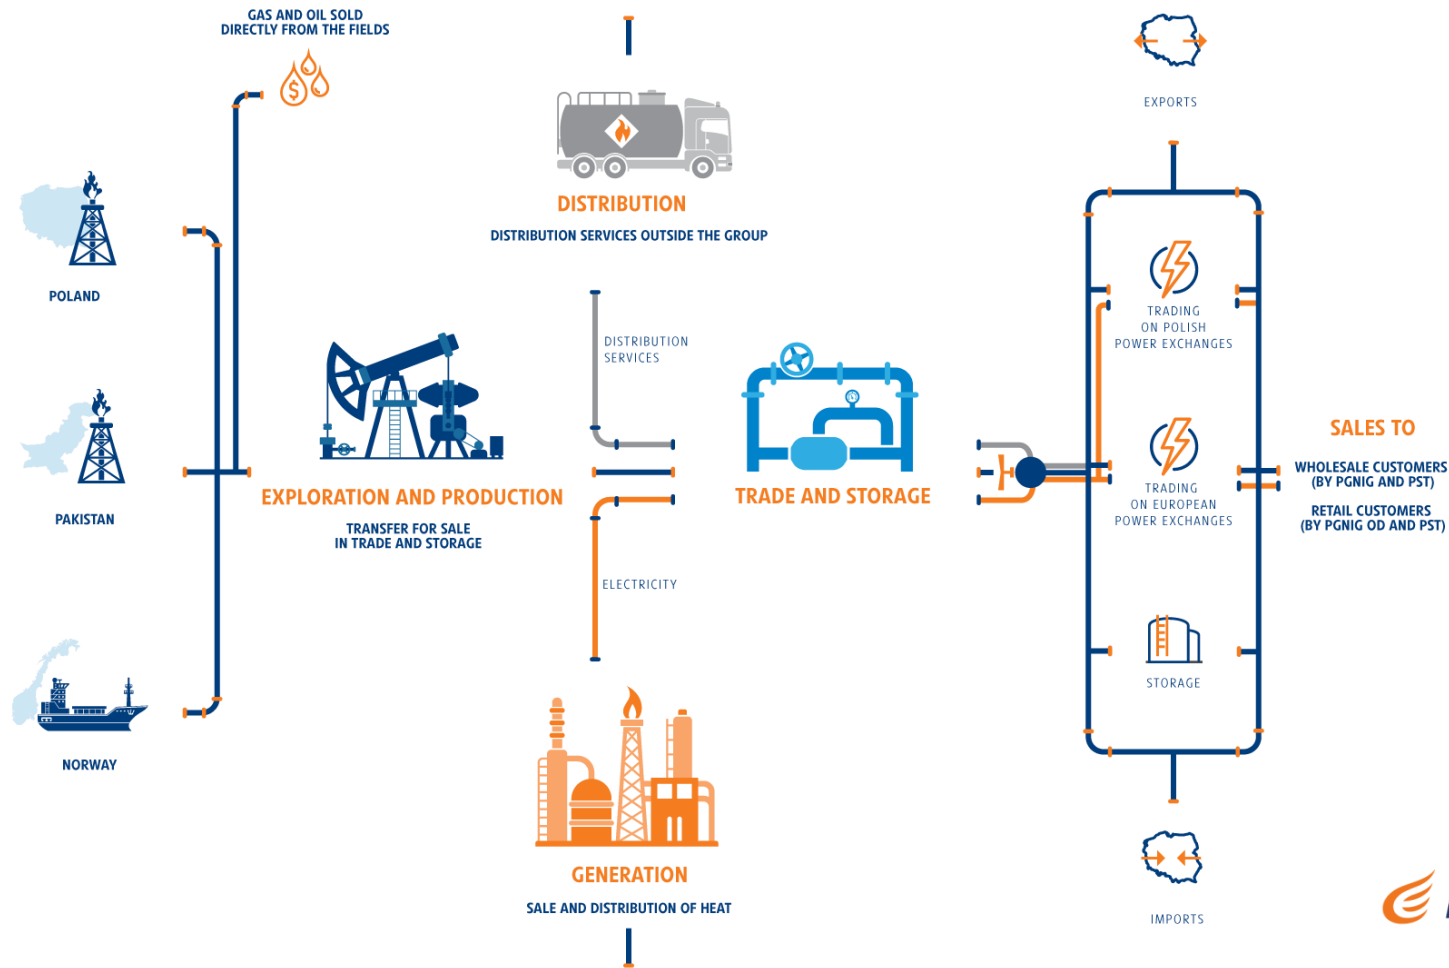 GAS AND OIL SOLD
DIRECTLY FROM THE FIELDS
POLAND
PAKISTAN
NORWAY
EXPLORATION AND PRODUCTION
TRANSFER FOR SALE
IN TRADE AND STORAGE
DISTRIBUTION
DISTRIBUTION SERVICES OUTSIDE THE GROUP
DISTRIBUTION
SERVICES
ELECTRICITY
GENERATION
SALE AND DISTRIBUTION OF HEAT
TRADE AND STORAGE
EXPORTS
TRADING
ON POLISH
POWER EXCHANGES
TRADING
ON EUROPEAN
POWER EXCHANGES
STORAGE
IMPORTS
SALES TO
WHOLESALE CUSTOMERS
(BY PGNIG AND PST)
RETAIL CUSTOMERS
(BY PGNIG OD AND PST)
$